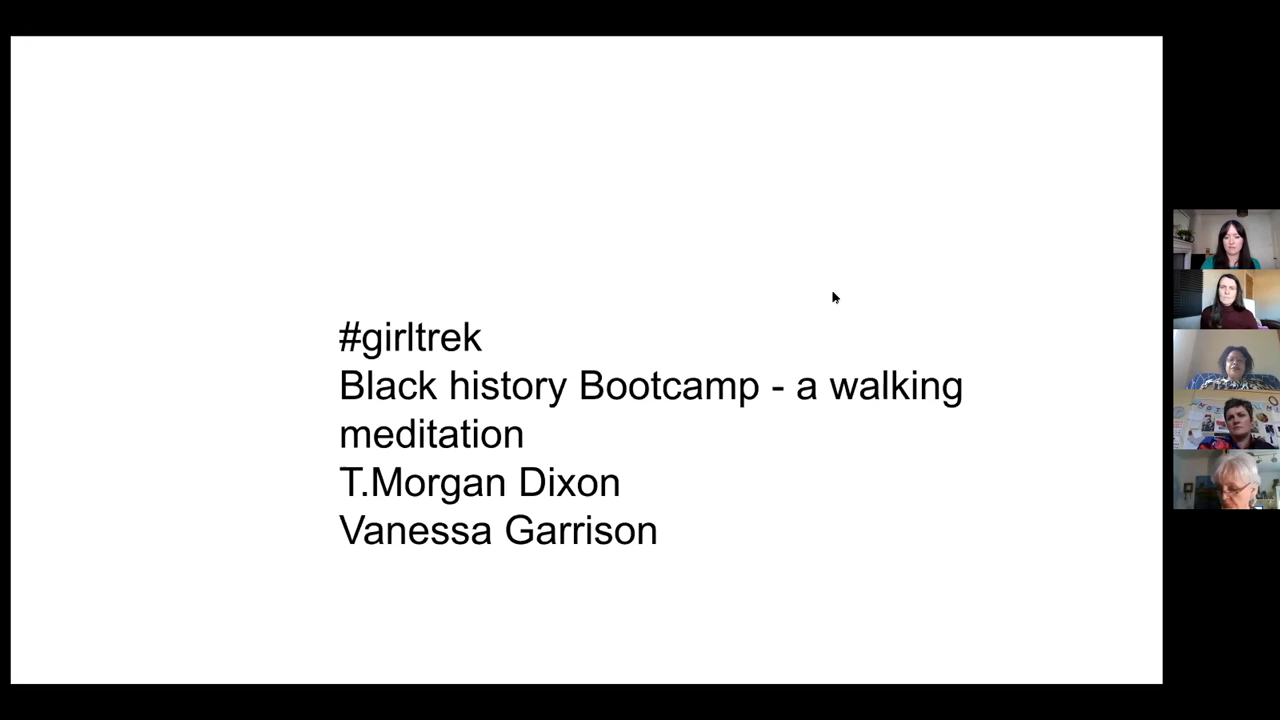 #girltrek
Black history Bootcamp - a walking
meditation
T.Morgan Dixon
Vanessa Garrison